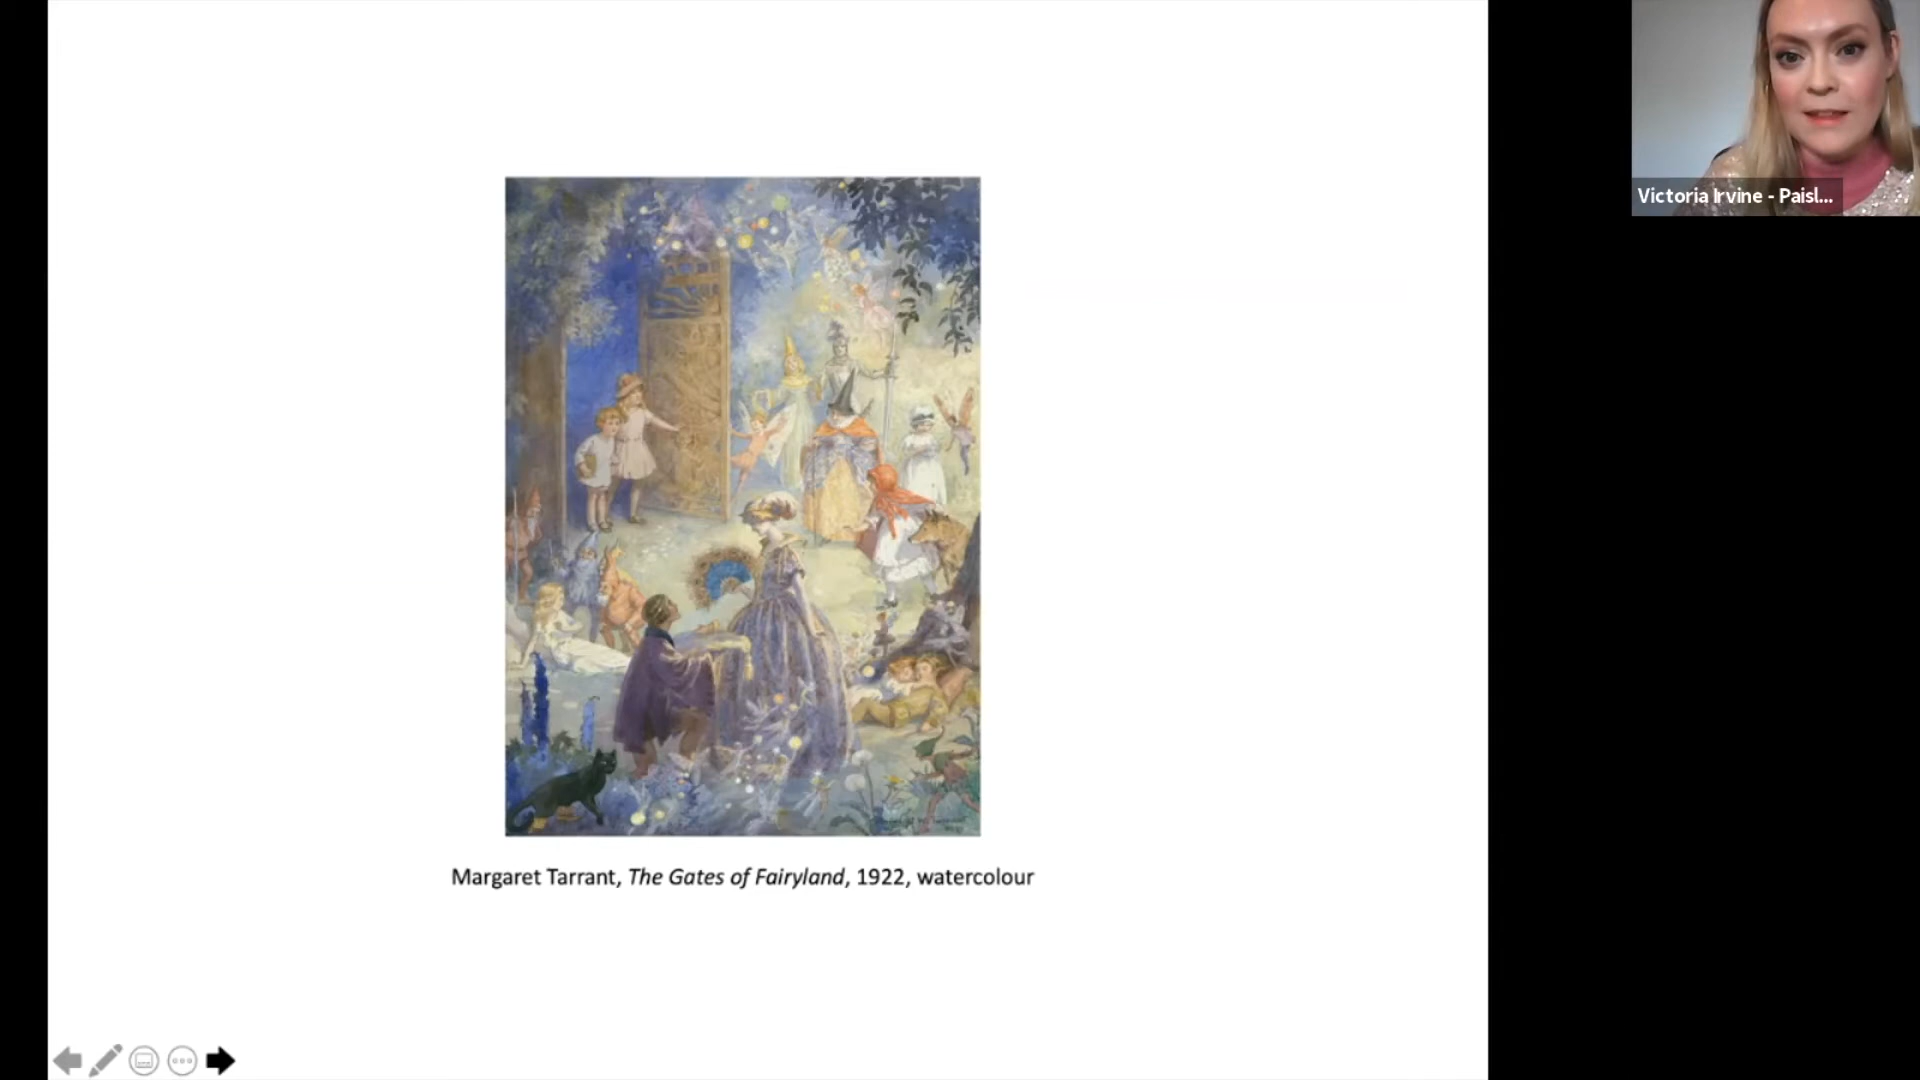 Victoria Irvine - Paisl...
Margaret Tarrant, The Gates of Fairyland, 1922, watercolour